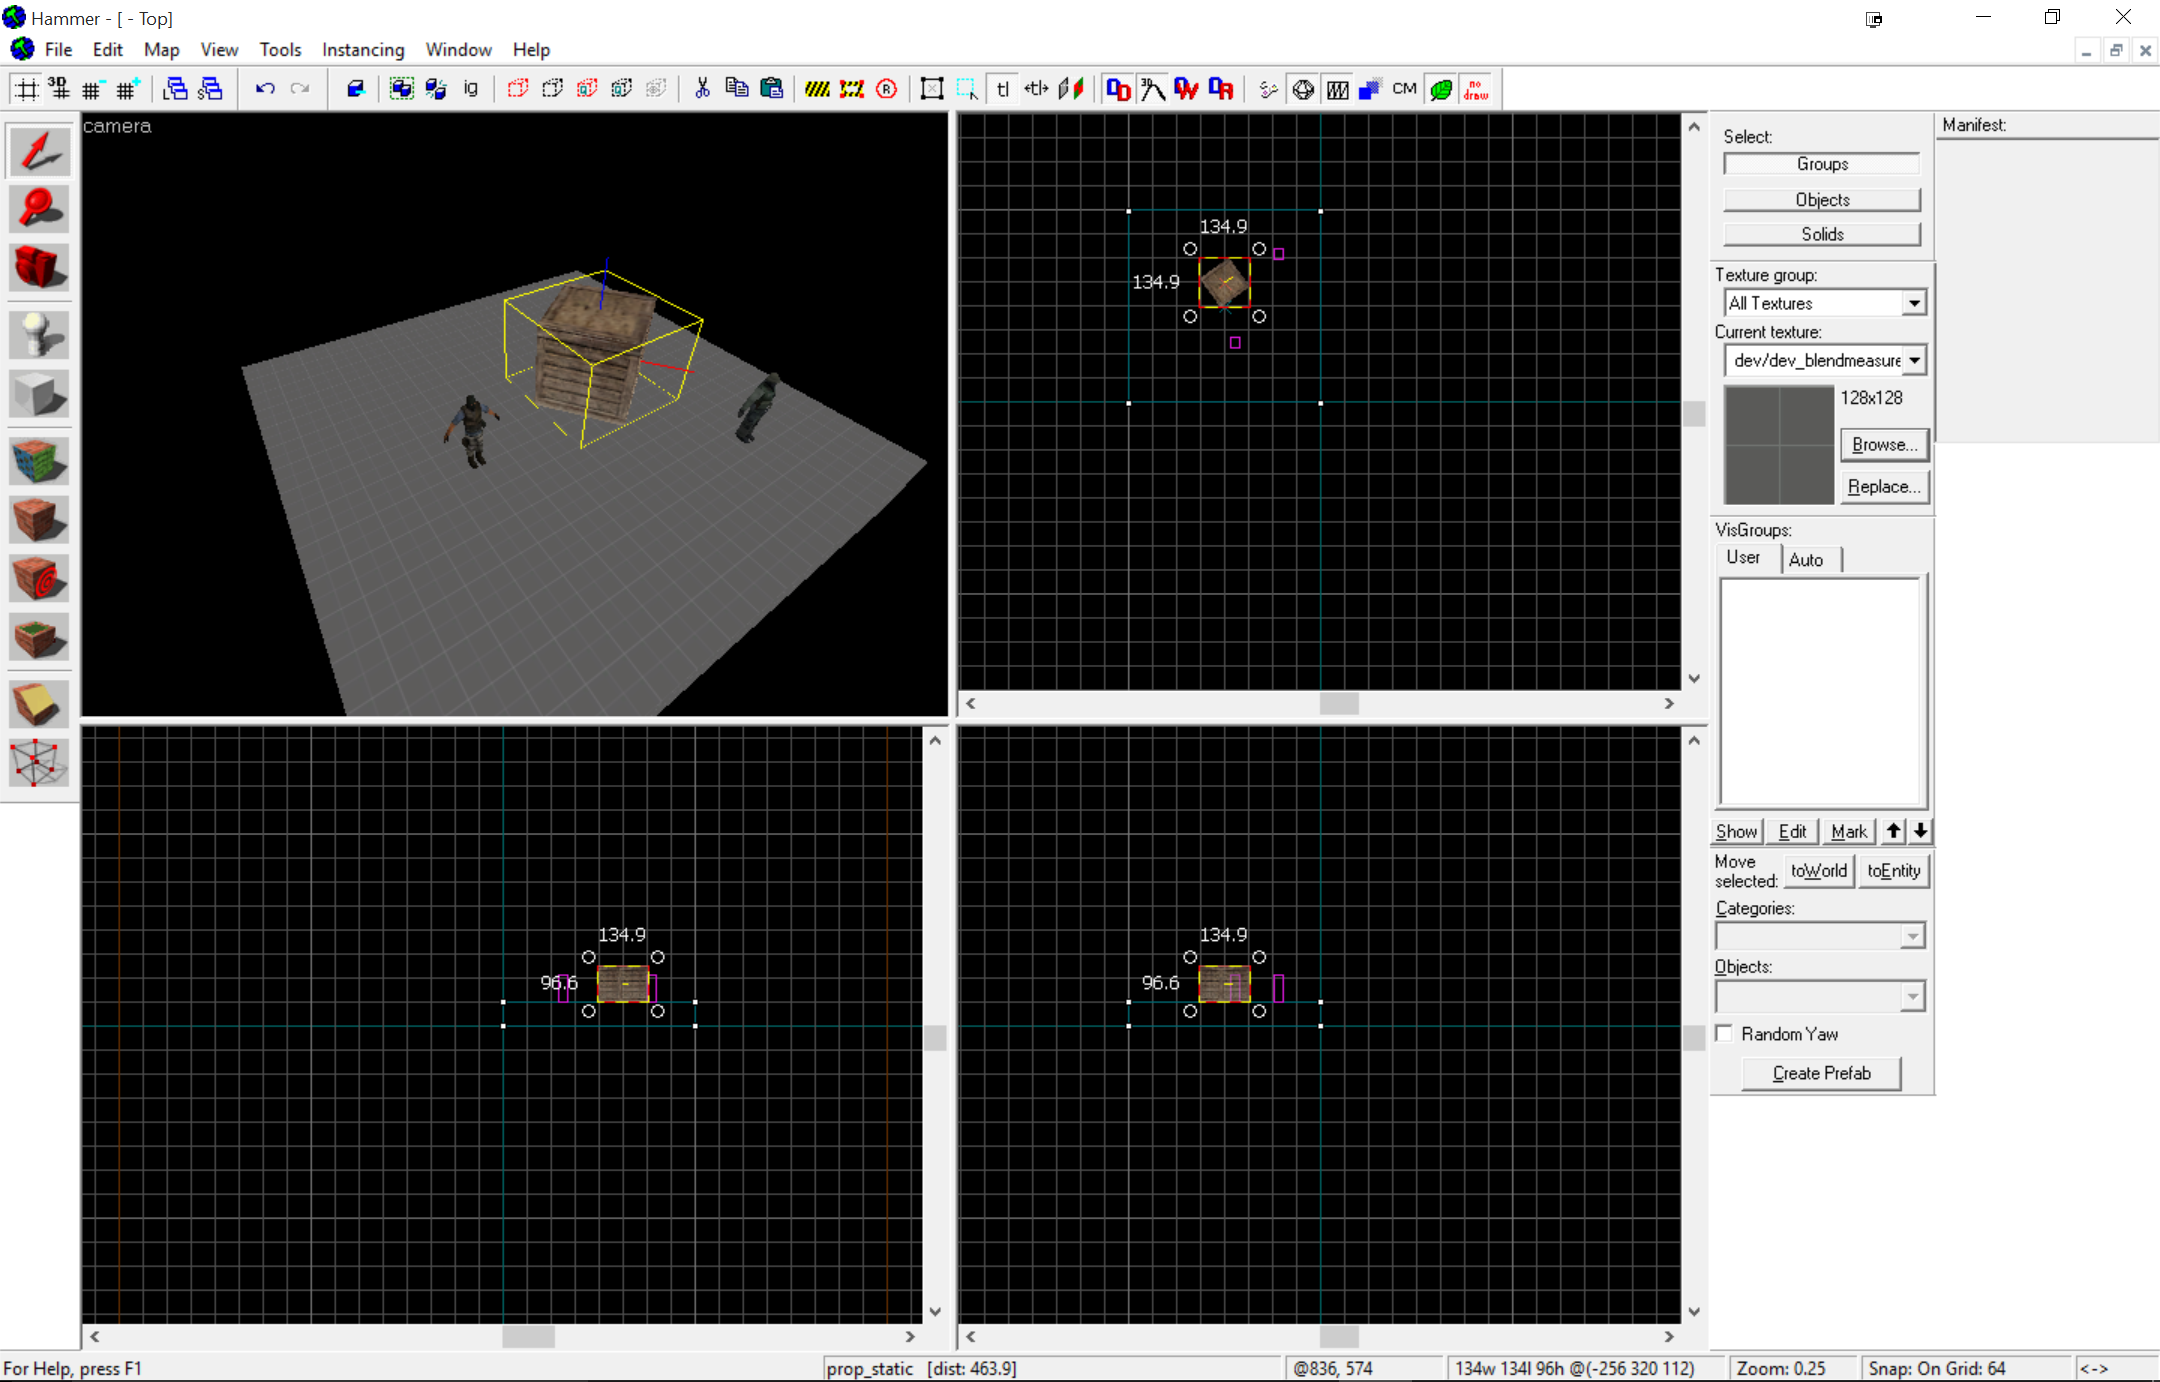 Hammer - [ - Top]
File Edit Map View Tools Instancing Window Help
3D ig tl <tl> 3D CM no draw
camera
134.9
134.9
134.9
96.6
134.9
96.6
Select:
Groups
Objects
Solids
Texture group:
All Textures
Current texture:
dev/dev_blendmeasure
128x128
Browse...
Replace...
VisGroups:
User Auto
Show Edit Mark
Move selected: toWorld toEntity
Categories:
Objects:
Random Yaw
Create Prefab
Manifest:
For Help, press F1
prop_static [dist: 463.9]
@836, 574
134w 134l 96h @(-256 320 112)
Zoom: 0.25
Snap: On Grid: 64
<->